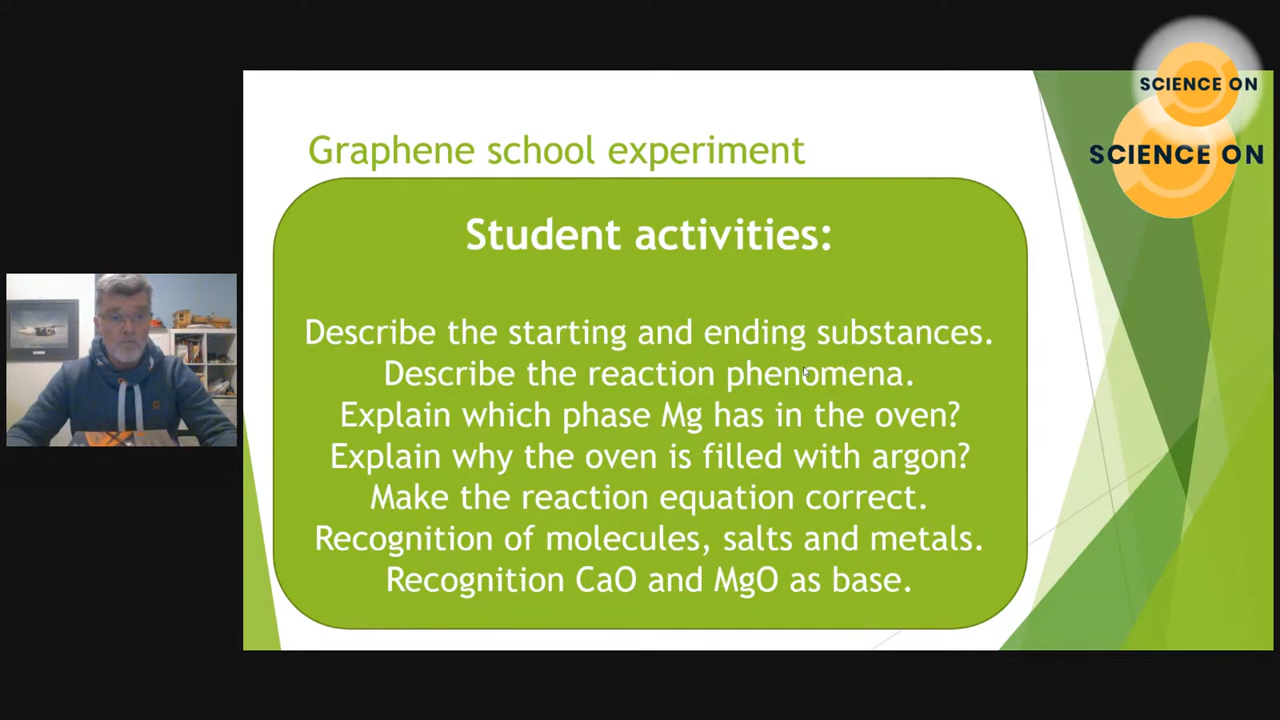 SCIENCE ON
SCIENCE ON
Graphene school experiment
Student activities:
Describe the starting and ending substances.
Describe the reaction phenomena.
Explain which phase Mg has in the oven?
Explain why the oven is filled with argon?
Make the reaction equation correct.
Recognition of molecules, salts and metals.
Recognition CaO and MgO as base.